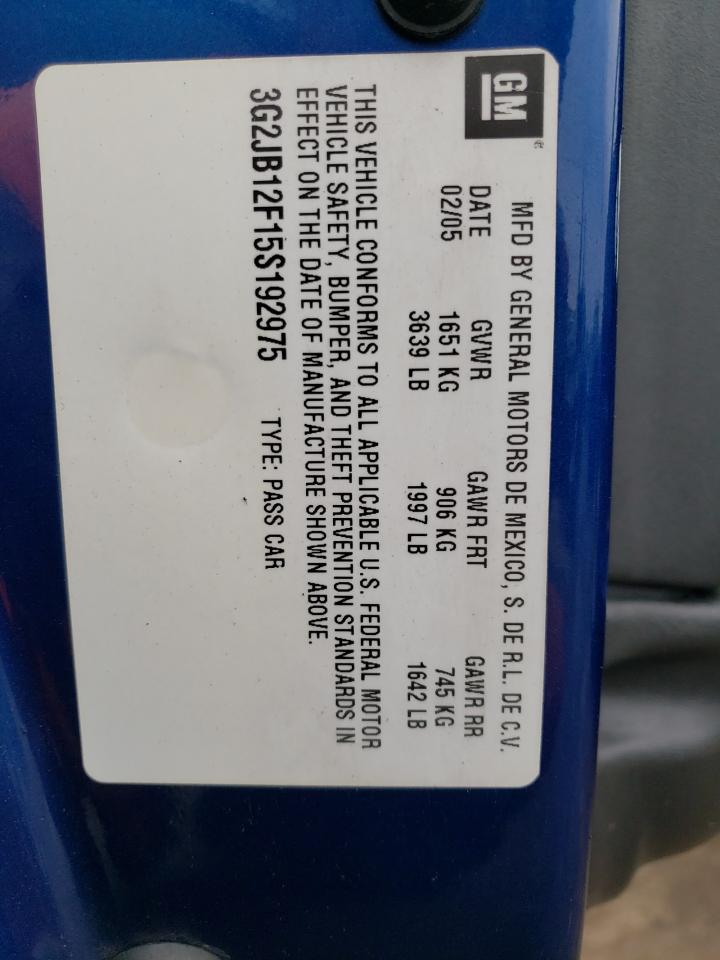 GM®
MFD BY GENERAL MOTORS DE MEXICO, S. DE R.L. DE C.V.
DATE GVWR GAWR FRT GAWR RR
02/05 1651 KG 906 KG 745 KG
3639 LB 1997 LB 1642 LB
THIS VEHICLE CONFORMS TO ALL APPLICABLE U.S. FEDERAL MOTOR
VEHICLE SAFETY, BUMPER, AND THEFT PREVENTION STANDARDS IN
EFFECT ON THE DATE OF MANUFACTURE SHOWN ABOVE.
3G2JB12F15S192975 TYPE: PASS CAR